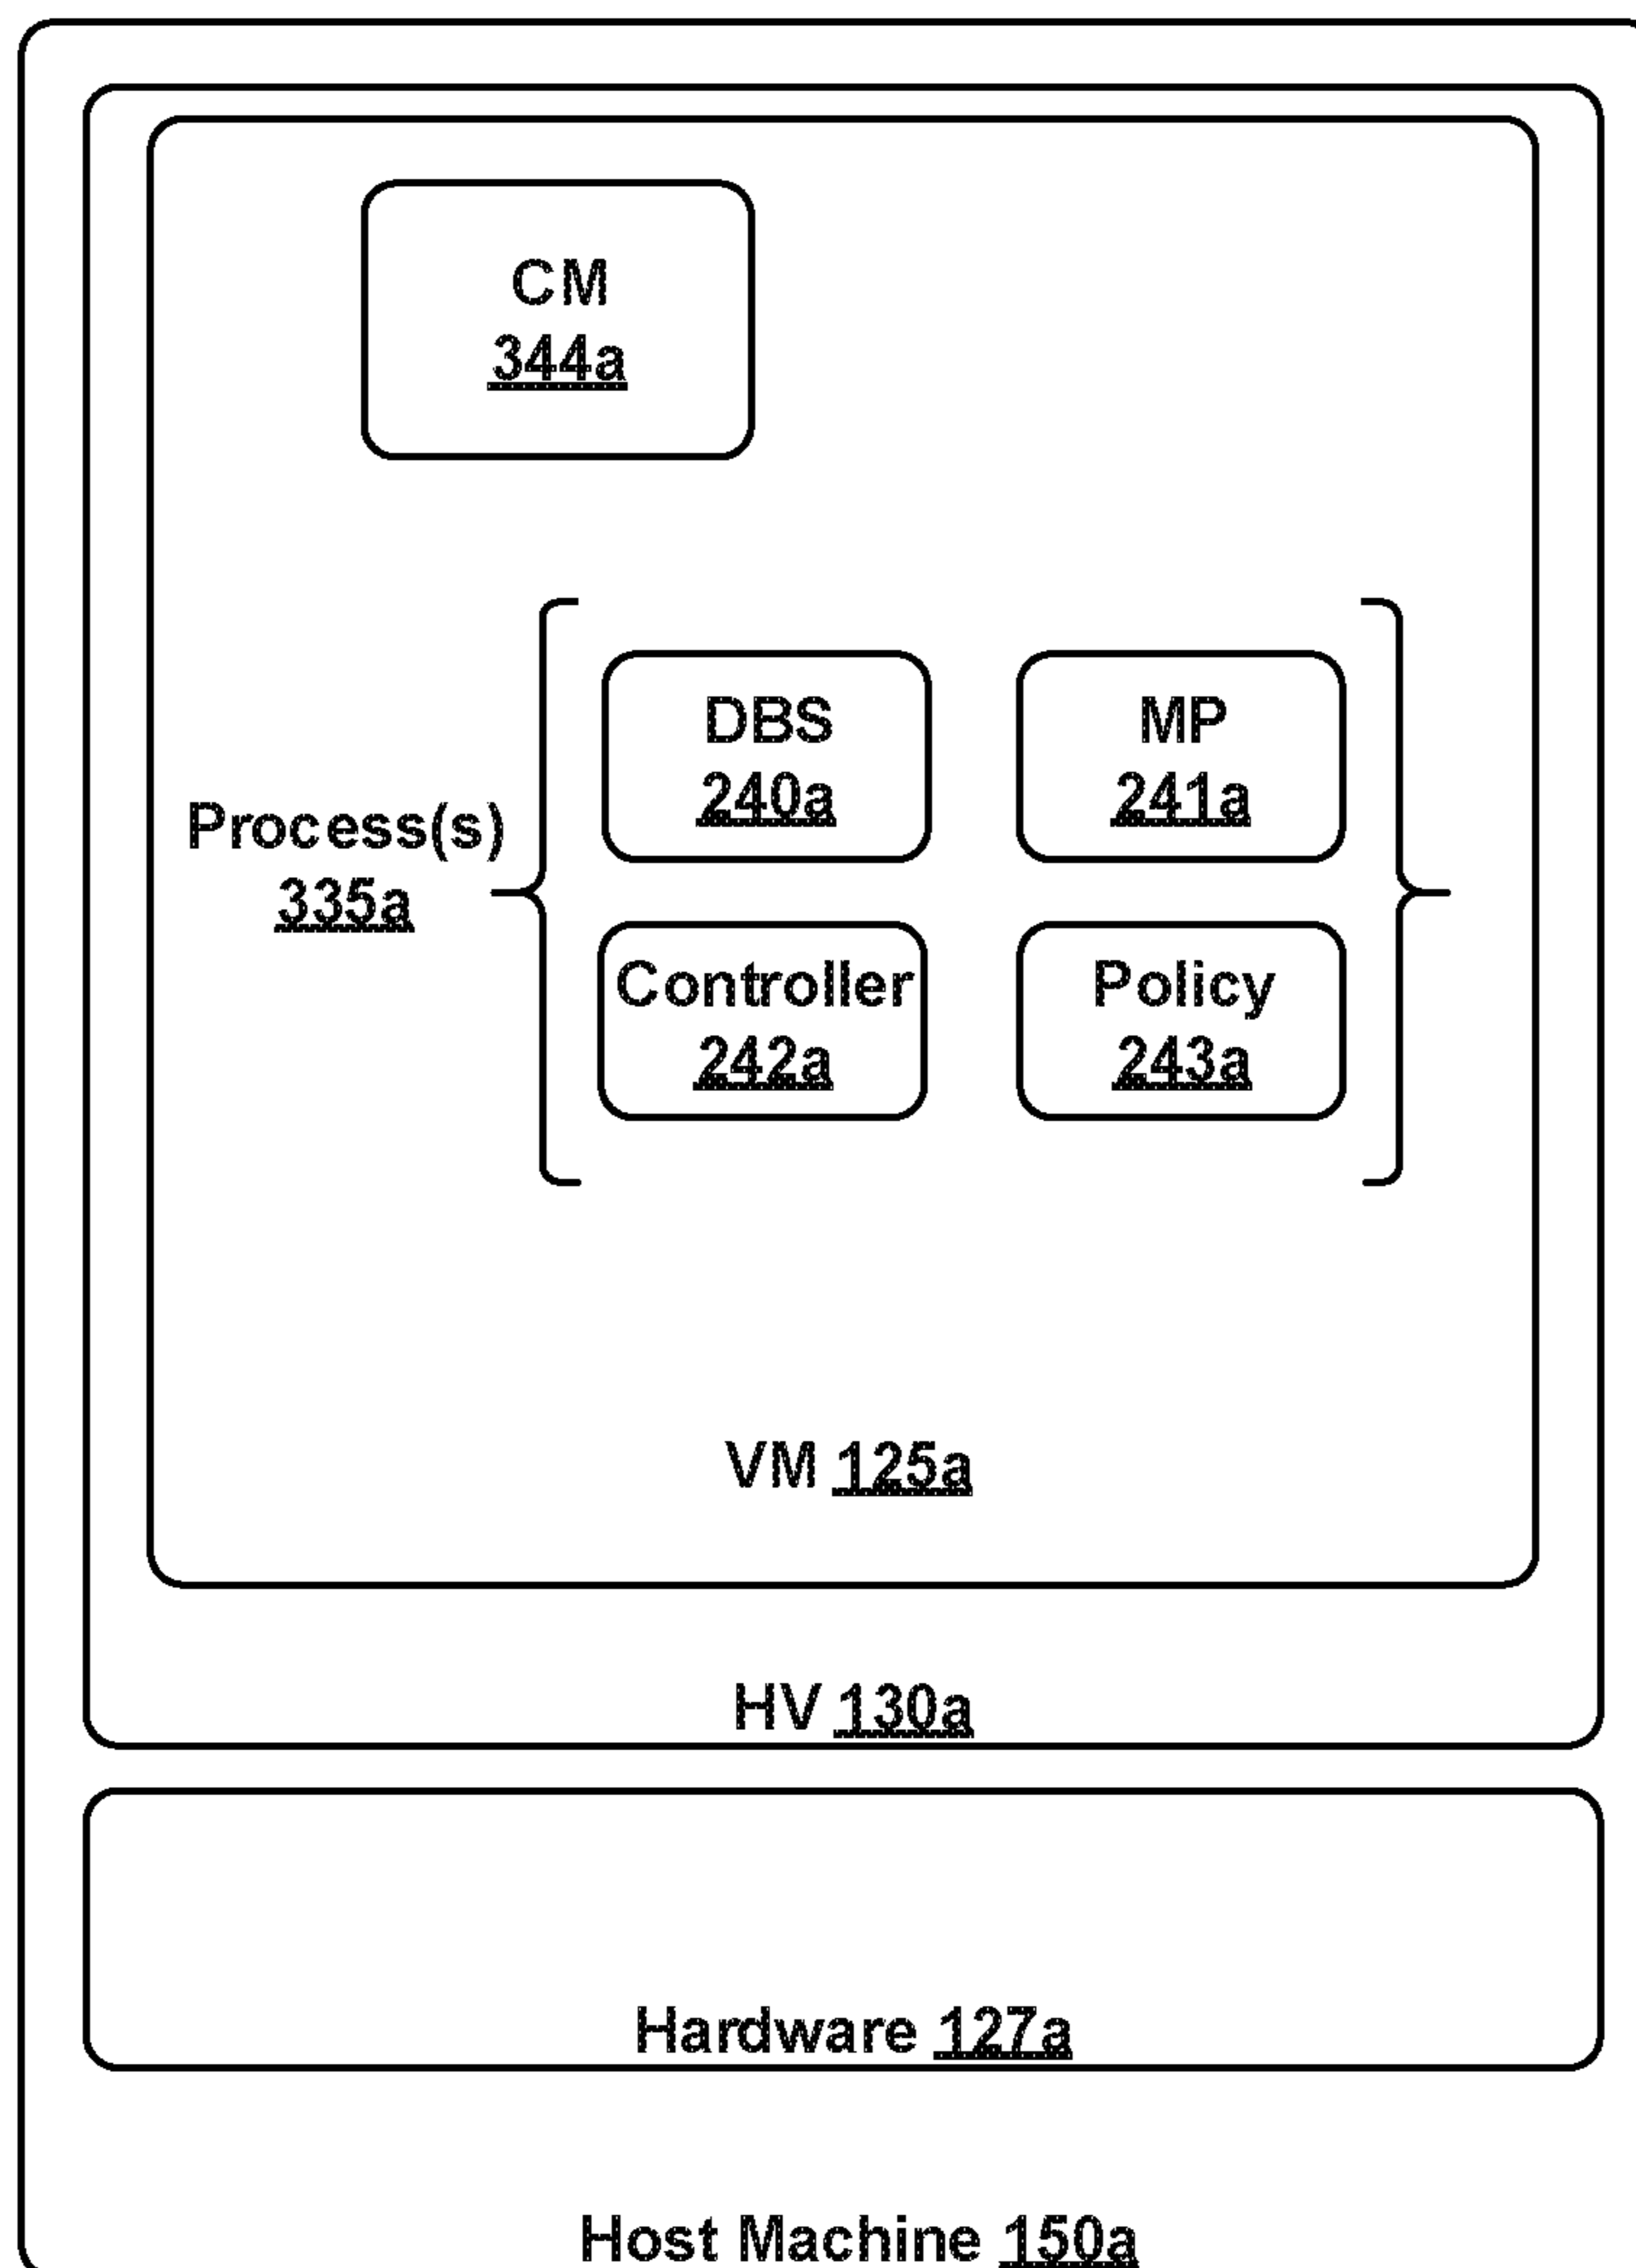 CM
344a
DBS
240a
MP
241a
Process(s)
335a
Controller
242a
Policy
243a
VM 125a
HV 130a
Hardware 127a
Host Machine 150a